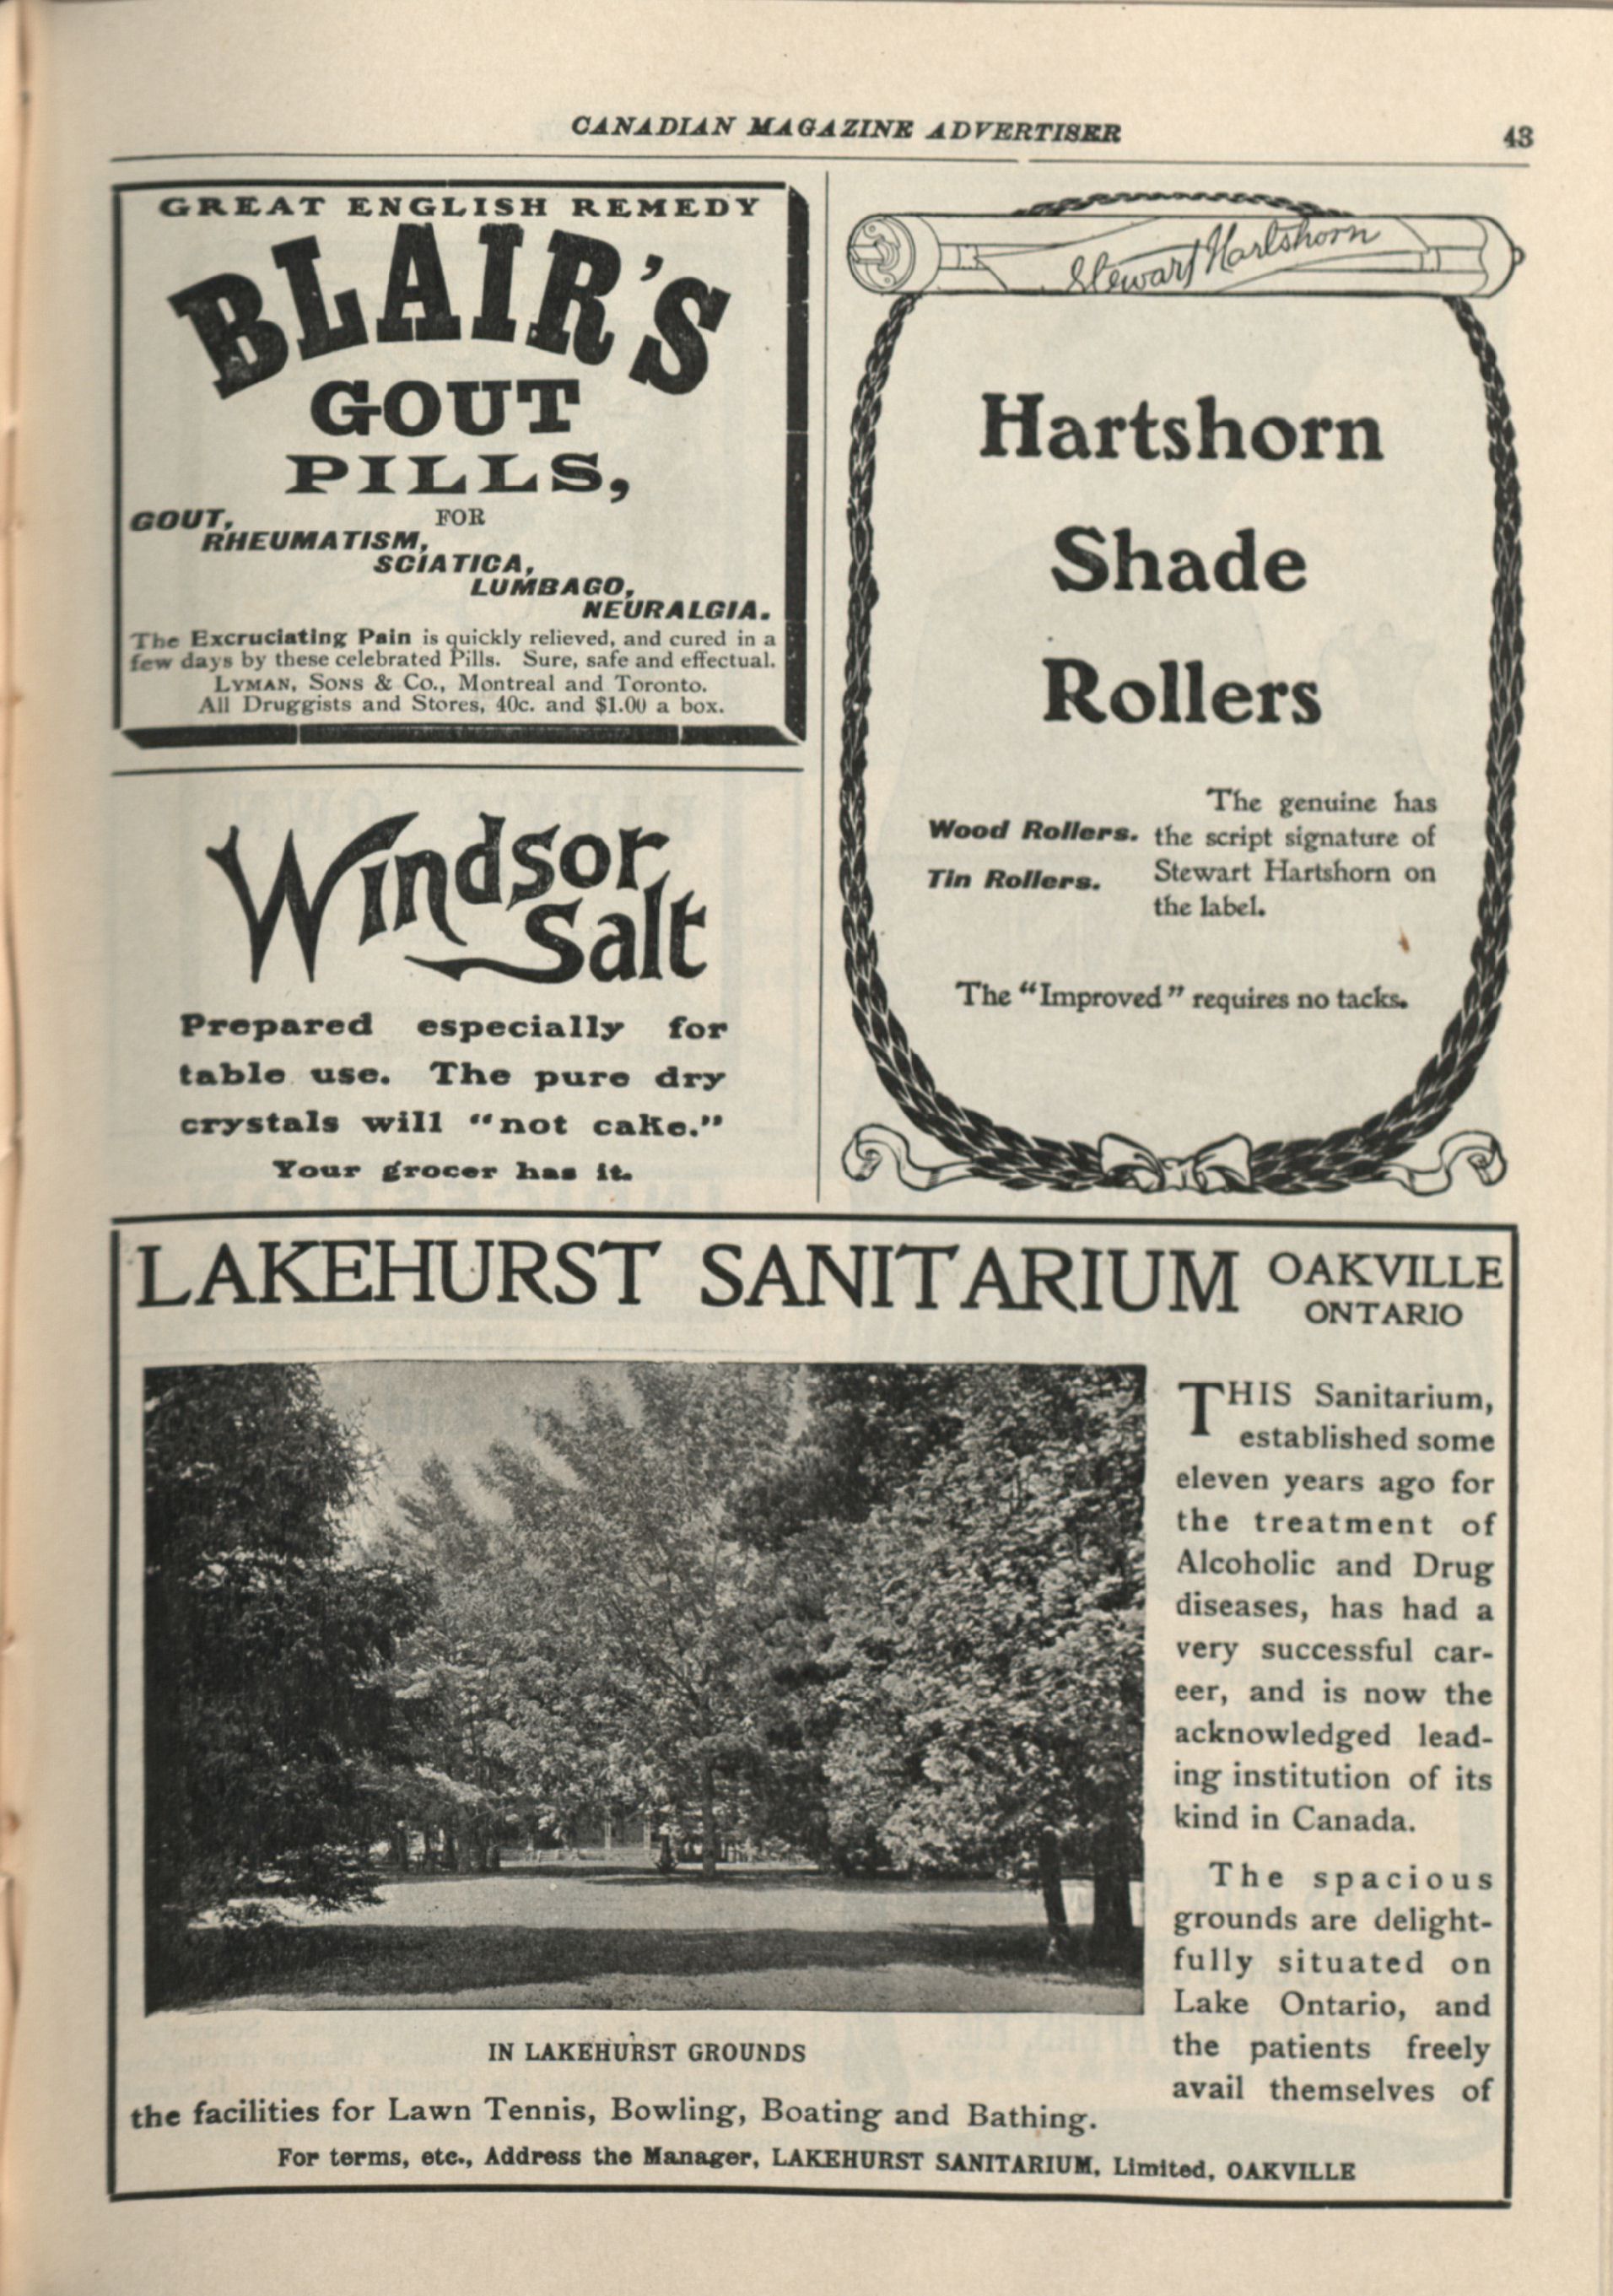 CANADIAN MAGAZINE ADVERTISER 43
GREAT ENGLISH REMEDY
BLAIR'S
GOUT
PILLS,
FOR
GOUT,
RHEUMATISM,
SCIATICA,
LUMBAGO,
NEURALGIA.
The Excruciating Pain is quickly relieved, and cured in a
few days by these celebrated Pills. Sure, safe and effectual.
LYMAN, SONS & CO., Montreal and Toronto.
All Druggists and Stores, 40c. and $1.00 a box.
Windsor
Salt
Prepared especially for
table use. The pure dry
crystals will "not cake."
Your grocer has it.
Stewart Hartshorn
Hartshorn
Shade
Rollers
Wood Rollers.
Tin Rollers.
The genuine has
the script signature of
Stewart Hartshorn on
the label.
The "Improved" requires no tacks.
LAKEHURST SANITARIUM OAKVILLE
ONTARIO
THIS Sanitarium,
established some
eleven years ago for
the treatment of
Alcoholic and Drug
diseases, has had a
very successful car-
eer, and is now the
acknowledged lead-
ing institution of its
kind in Canada.
The spacious
grounds are delight-
fully situated on
Lake Ontario, and
the patients freely
avail themselves of
IN LAKEHURST GROUNDS
the facilities for Lawn Tennis, Bowling, Boating and Bathing.
For terms, etc., Address the Manager, LAKEHURST SANITARIUM, Limited, OAKVILLE